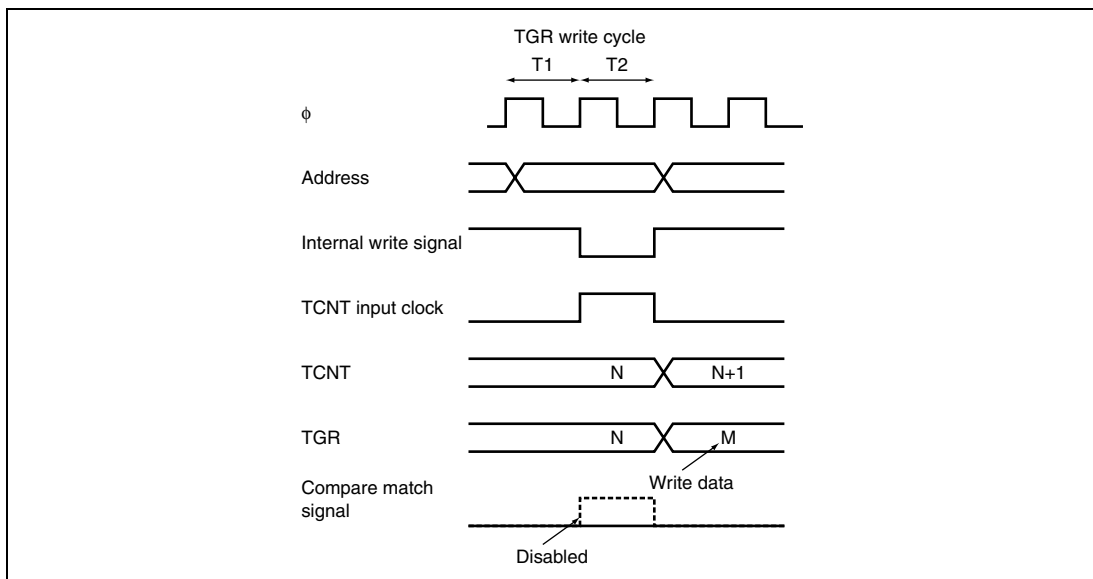 TGR write cycle
T1 T2
ϕ
Address
Internal write signal
TCNT input clock
TCNT N N+1
TGR N M
Write data
Compare match
signal
Disabled